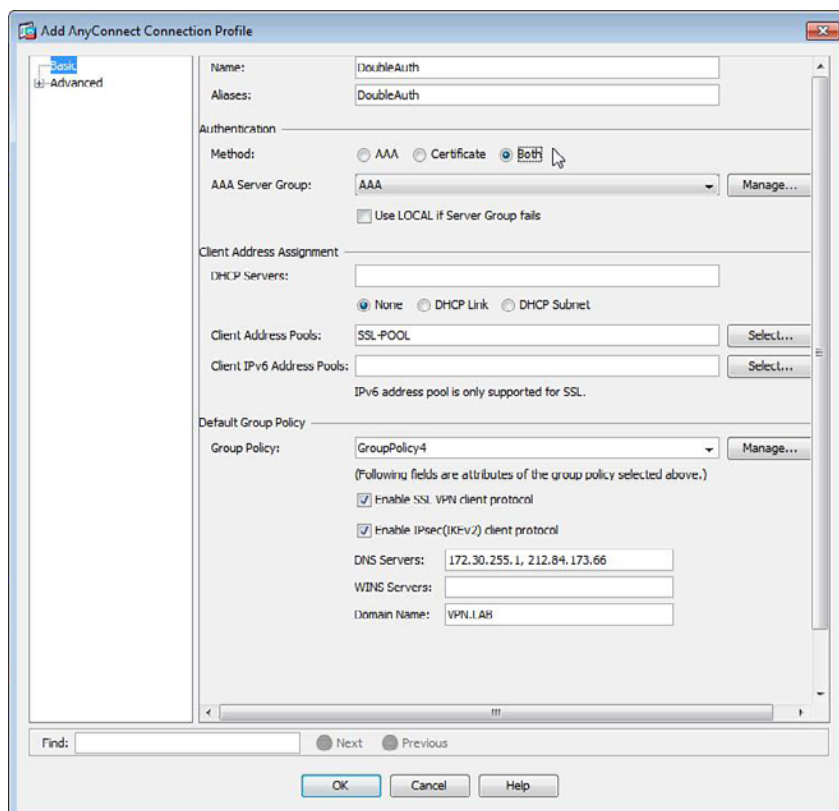 Add AnyConnect Connection Profile
Basic
Advanced
Name: DoubleAuth
Aliases: DoubleAuth
Authentication
Method: AAA Certificate Both
AAA Server Group: AAA Manage...
Use LOCAL if Server Group fails
Client Address Assignment
DHCP Servers:
None DHCP Link DHCP Subnet
Client Address Pools: SSL-POOL Select...
Client IPv6 Address Pools: Select...
IPv6 address pool is only supported for SSL.
Default Group Policy
Group Policy: GroupPolicy4 Manage...
(Following fields are attributes of the group policy selected above.)
Enable SSL VPN client protocol
Enable IPsec(IKEv2) client protocol
DNS Servers: 172.30.255.1, 212.84.173.66
WINS Servers:
Domain Name: VPN.LAB
Find: Next Previous
OK Cancel Help